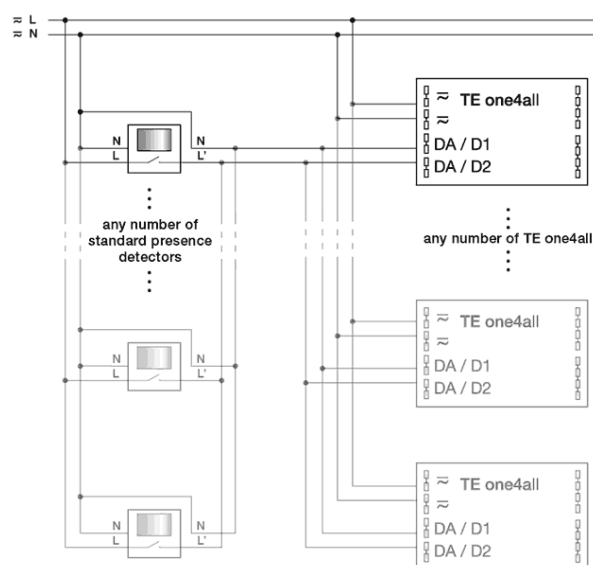 ≂ L
≂ N
≂ TE one4all
≂
N N DA / D1
L L' DA / D2
any number of
standard presence
detectors
any number of TE one4all
≂ TE one4all
≂
N N DA / D1
L L' DA / D2
≂ TE one4all
≂
N N DA / D1
L L' DA / D2